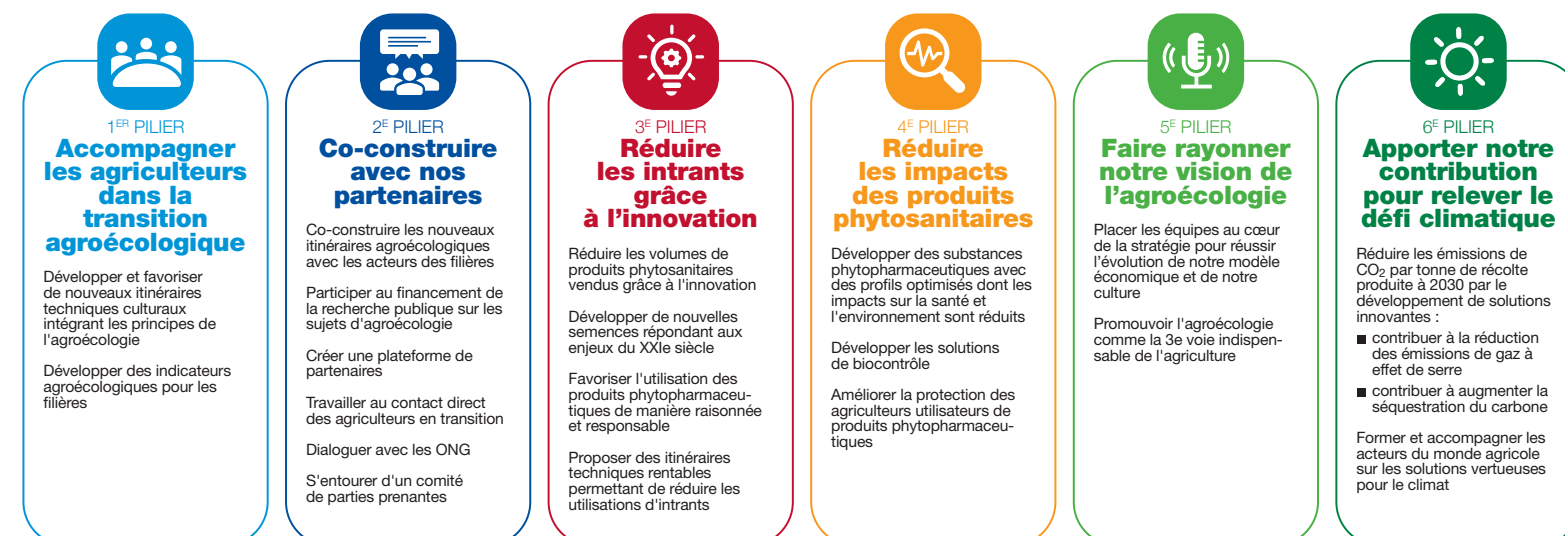 1ER PILIER
Accompagner
les agriculteurs
dans la
transition
agroécologique
Développer et favoriser
de nouveaux itinéraires
techniques culturaux
intégrant les principes de
l'agroécologie
Développer des indicateurs
agroécologiques pour les
filières
2E PILIER
Co-construire
avec nos
partenaires
Co-construire les nouveaux
itinéraires agroécologiques
avec les acteurs des filières
Participer au financement de
la recherche publique sur les
sujets d'agroécologie
Créer une plateforme de
partenaires
Travailler au contact direct
des agriculteurs en transition
Dialoguer avec les ONG
S'entourer d'un comité
de parties prenantes
3E PILIER
Réduire
les intrants
grâce
à l’innovation
Réduire les volumes de
produits phytosanitaires
vendus grâce à l'innovation
Développer de nouvelles
semences répondant aux
enjeux du XXIe siècle
Favoriser l'utilisation des
produits phytopharmaceu-
tiques de manière raisonnée
et responsable
Proposer des itinéraires
techniques rentables
permettant de réduire les
utilisations d'intrants
4E PILIER
Réduire
les impacts
des produits
phytosanitaires
Développer des substances
phytopharmaceutiques avec
des profils optimisés dont les
impacts sur la santé et
l'environnement sont réduits
Développer les solutions
de biocontrôle
Améliorer la protection des
agriculteurs utilisateurs de
produits phytopharmaceu-
tiques
5E PILIER
Faire rayonner
notre vision de
l’agroécologie
Placer les équipes au cœur
de la stratégie pour réussir
l’évolution de notre modèle
économique et de notre
culture
Promouvoir l'agroécologie
comme la 3e voie indispen-
sable de l'agriculture
6E PILIER
Apporter notre
contribution
pour relever le
défi climatique
Réduire les émissions de
CO2 par tonne de récolte
produite à 2030 par le
développement de solutions
innovantes :
■ contribuer à la réduction
des émissions de gaz à
effet de serre
■ contribuer à augmenter la
séquestration du carbone
Former et accompagner les
acteurs du monde agricole
sur les solutions vertueuses
pour le climat